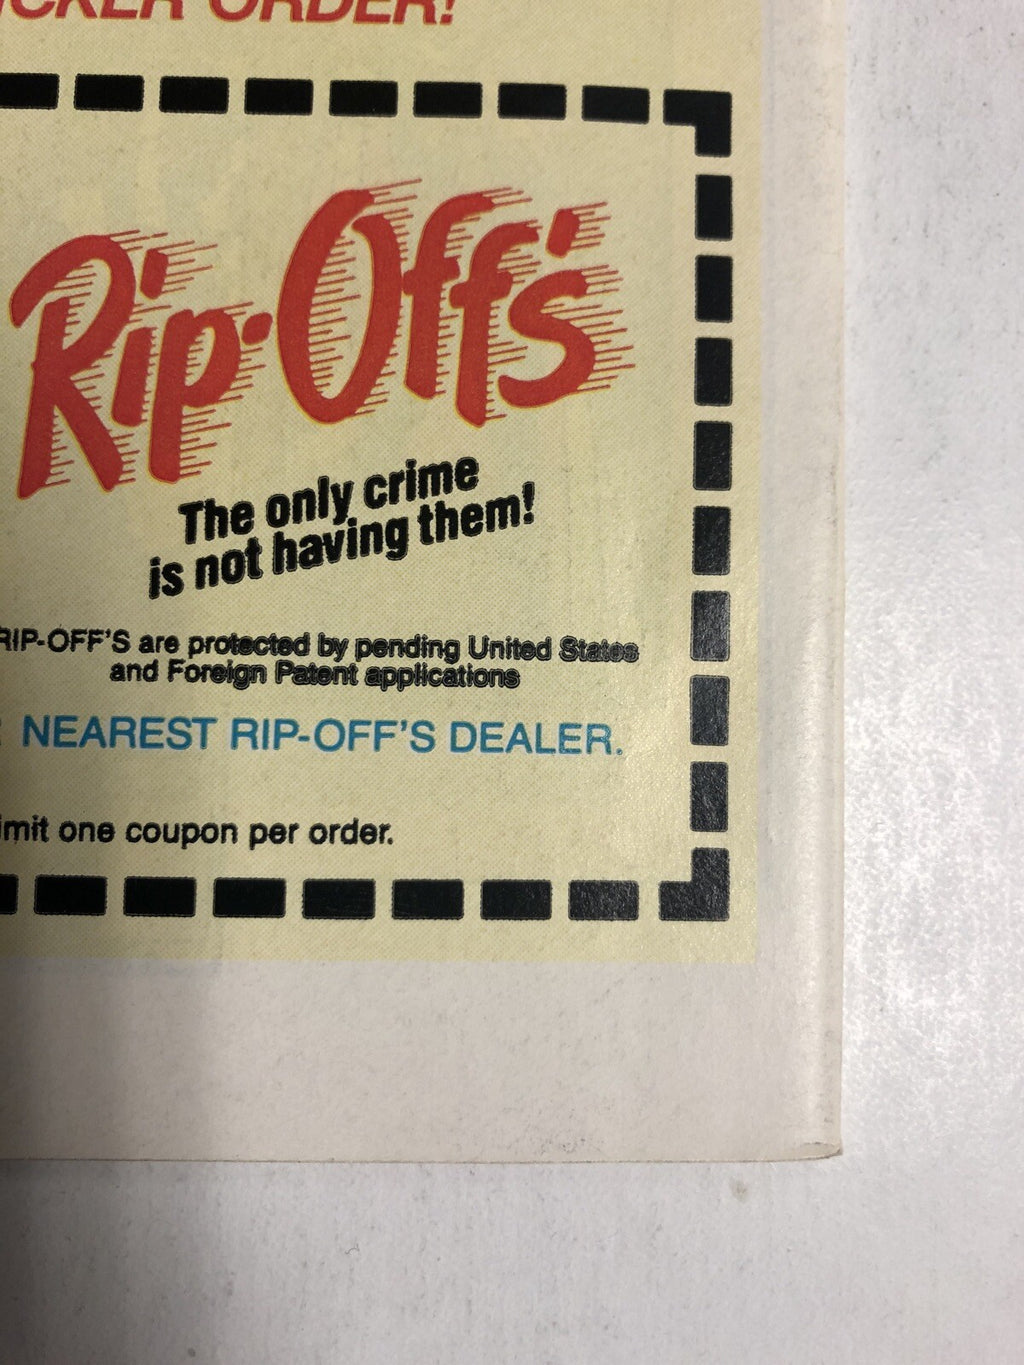 ORDER!
Rip-Off's
The only crime
is not having them!
RIP-OFF'S are protected by pending United States
and Foreign Patent applications
NEAREST RIP-OFF'S DEALER.
one coupon per order.